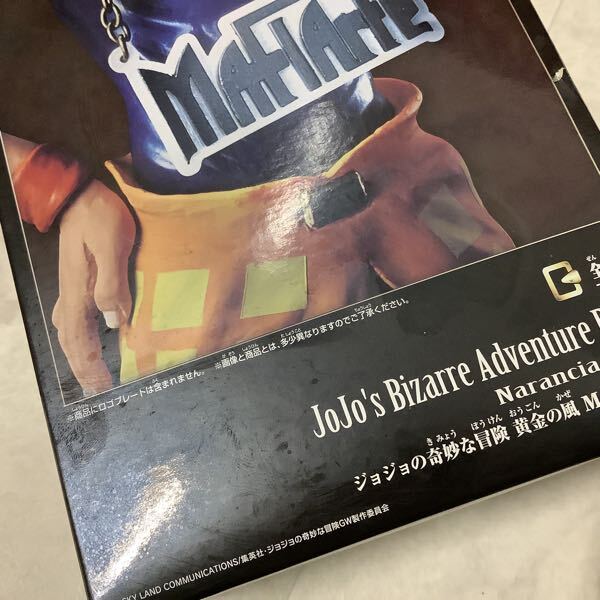 MAFIARTE
全
※画像と商品とは、多少異なりますのでご了承ください。
※商品にロゴプレートは含まれません。
JoJo's Bizarre Adventure
Narancia
ジョジョの奇妙な冒険 黄金の風 M
SKY LAND COMMUNICATIONS/集英社・ジョジョの奇妙な冒険GW製作委員会